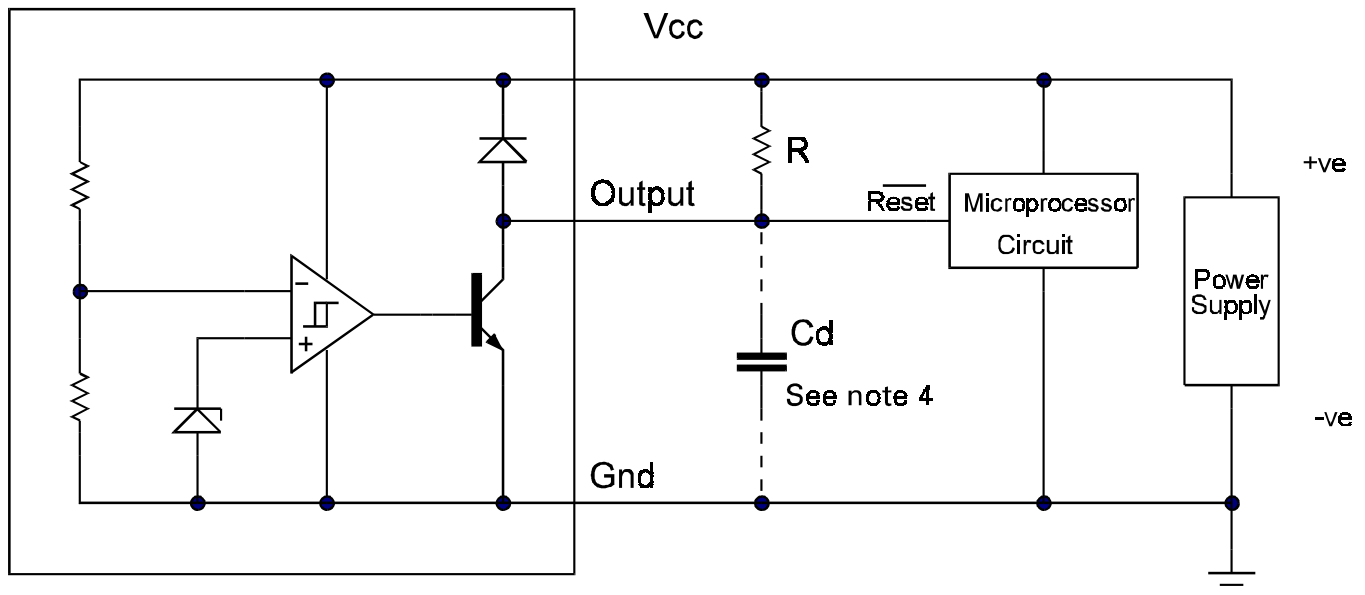 Vcc
R
+ve
Output
Reset
Microprocessor
Circuit
Power
Supply
−
+
Cd
See note 4
-ve
Gnd